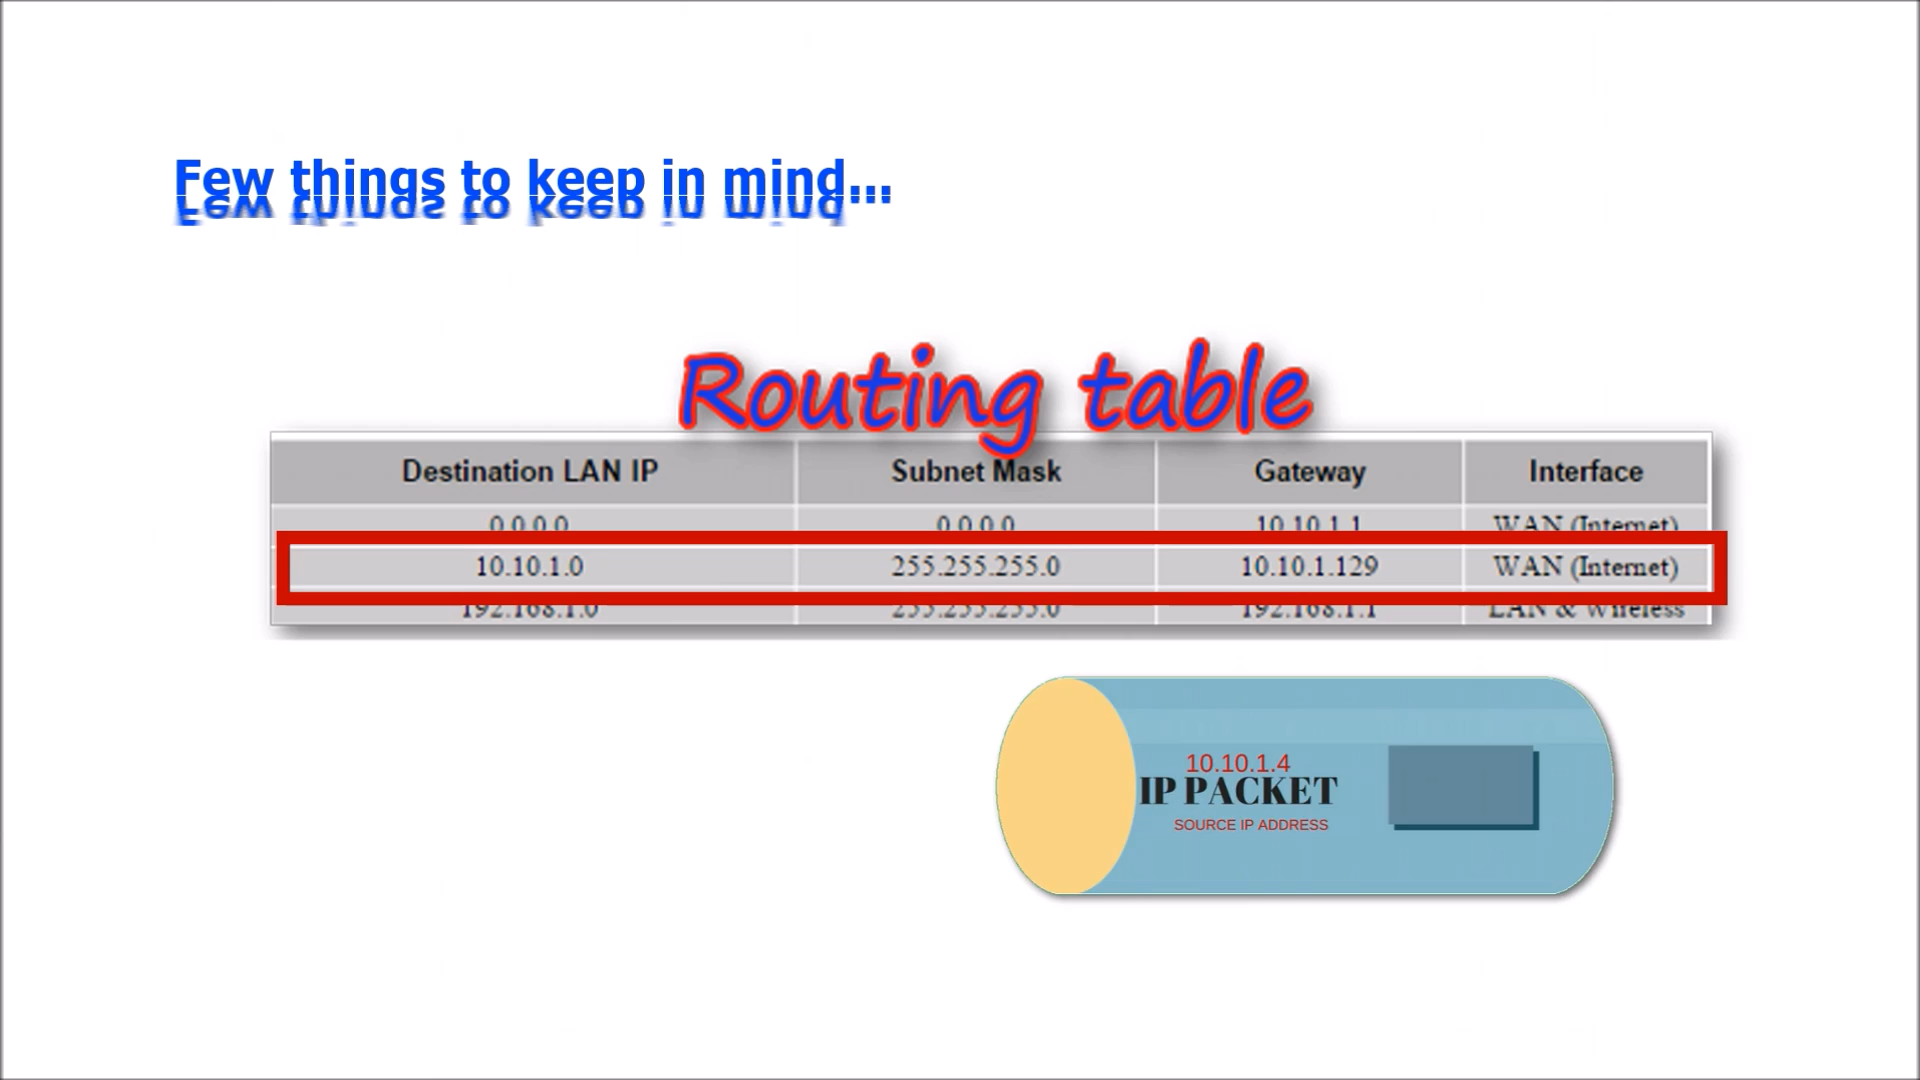 Few things to keep in mind...
Routing table
Destination LAN IP Subnet Mask Gateway Interface
0.0.0.0 0.0.0.0 10.10.1.1 WAN (Internet)
10.10.1.0 255.255.255.0 10.10.1.129 WAN (Internet)
192.168.1.0 255.255.255.0 192.168.1.1 LAN & Wireless
10.10.1.4
IP PACKET
SOURCE IP ADDRESS